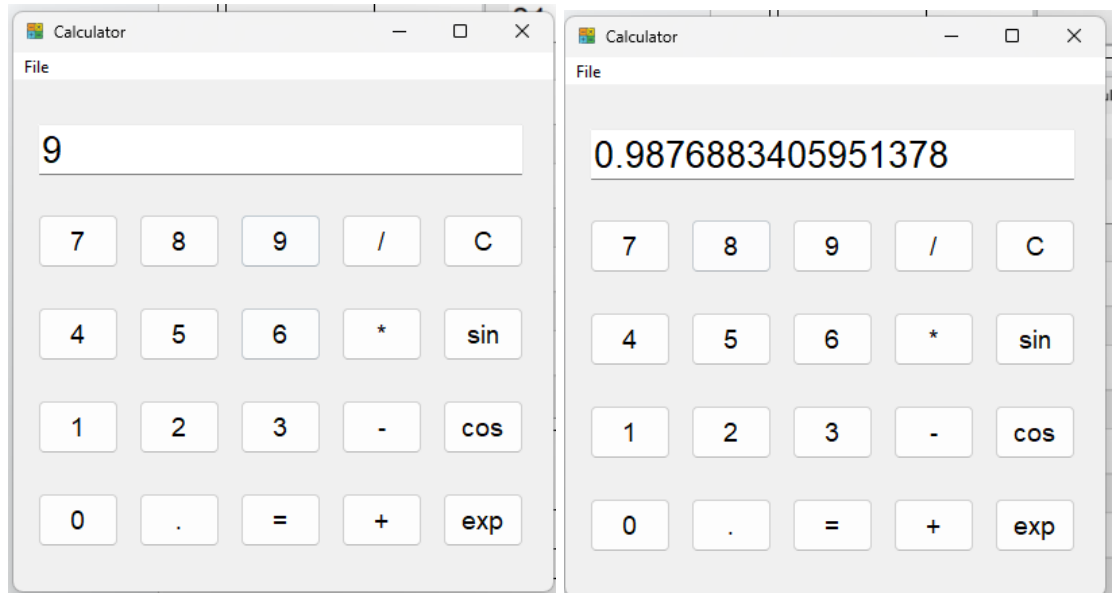 Calculator
File
9
7 8 9 / C
4 5 6 * sin
1 2 3 - cos
0 . = + exp
Calculator
File
0.9876883405951378
7 8 9 / C
4 5 6 * sin
1 2 3 - cos
0 . = + exp